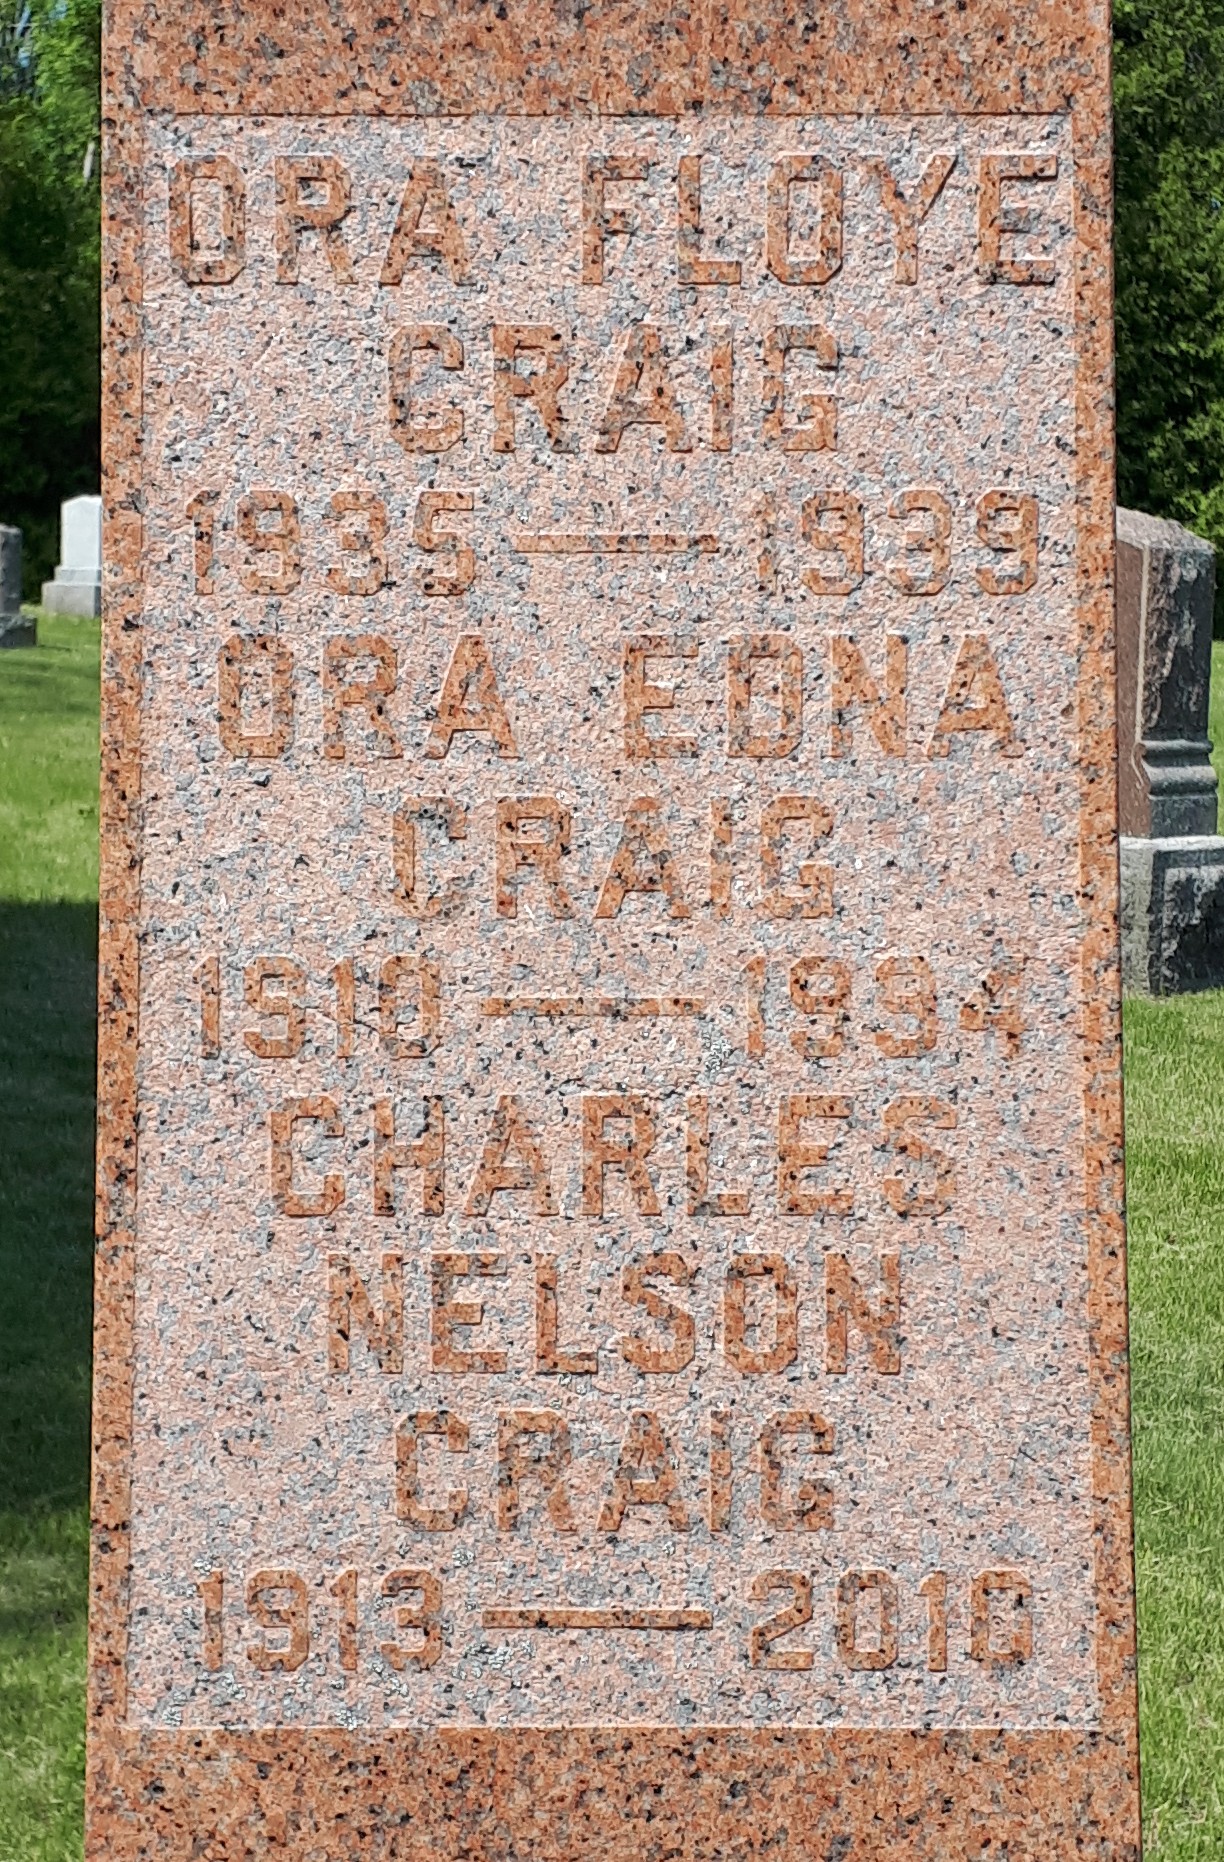 ORA FLOYE
CRAIG
1935 — 1939
ORA EDNA
CRAIG
1910 — 1994
CHARLES
NELSON
CRAIG
1913 — 2010